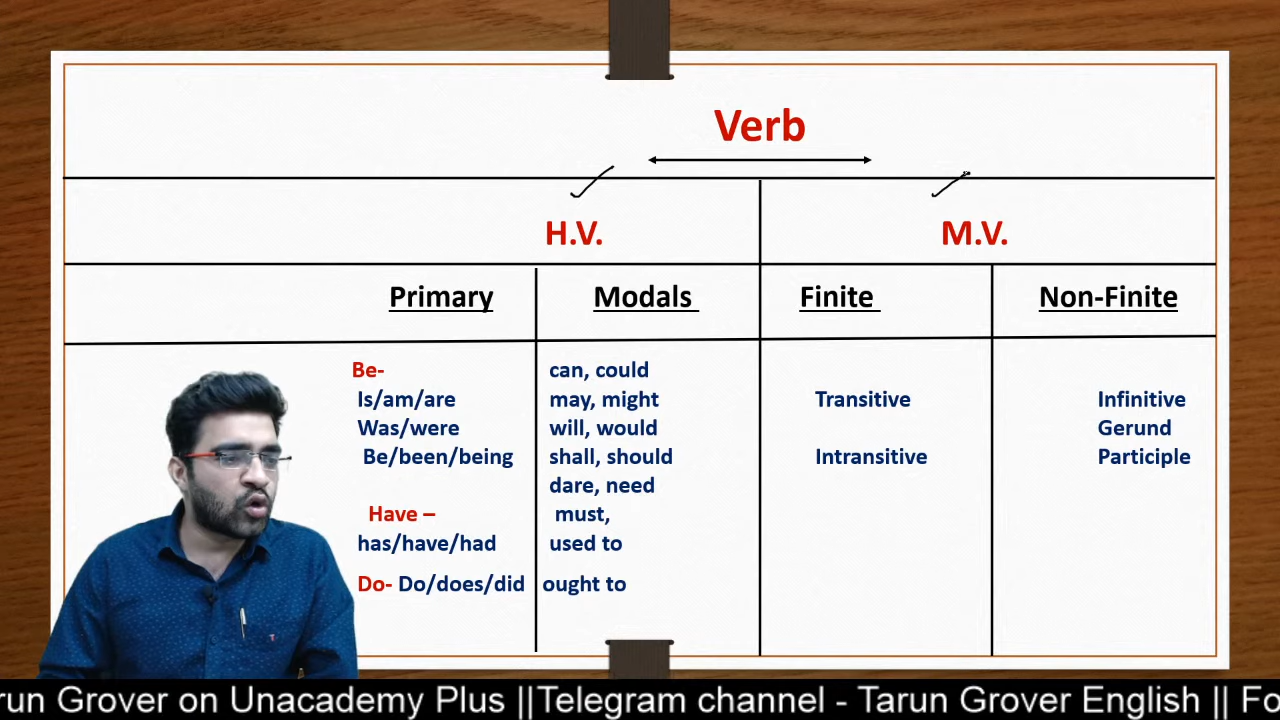 Verb
H.V.
M.V.
Primary
Modals
Finite
Non-Finite
Be-
Is/am/are
Was/were
Be/been/being
Have –
has/have/had
Do- Do/does/did
can, could
may, might
will, would
shall, should
dare, need
must,
used to
ought to
Transitive
Intransitive
Infinitive
Gerund
Participle
run Grover on Unacademy Plus ||Telegram channel - Tarun Grover English || Fo